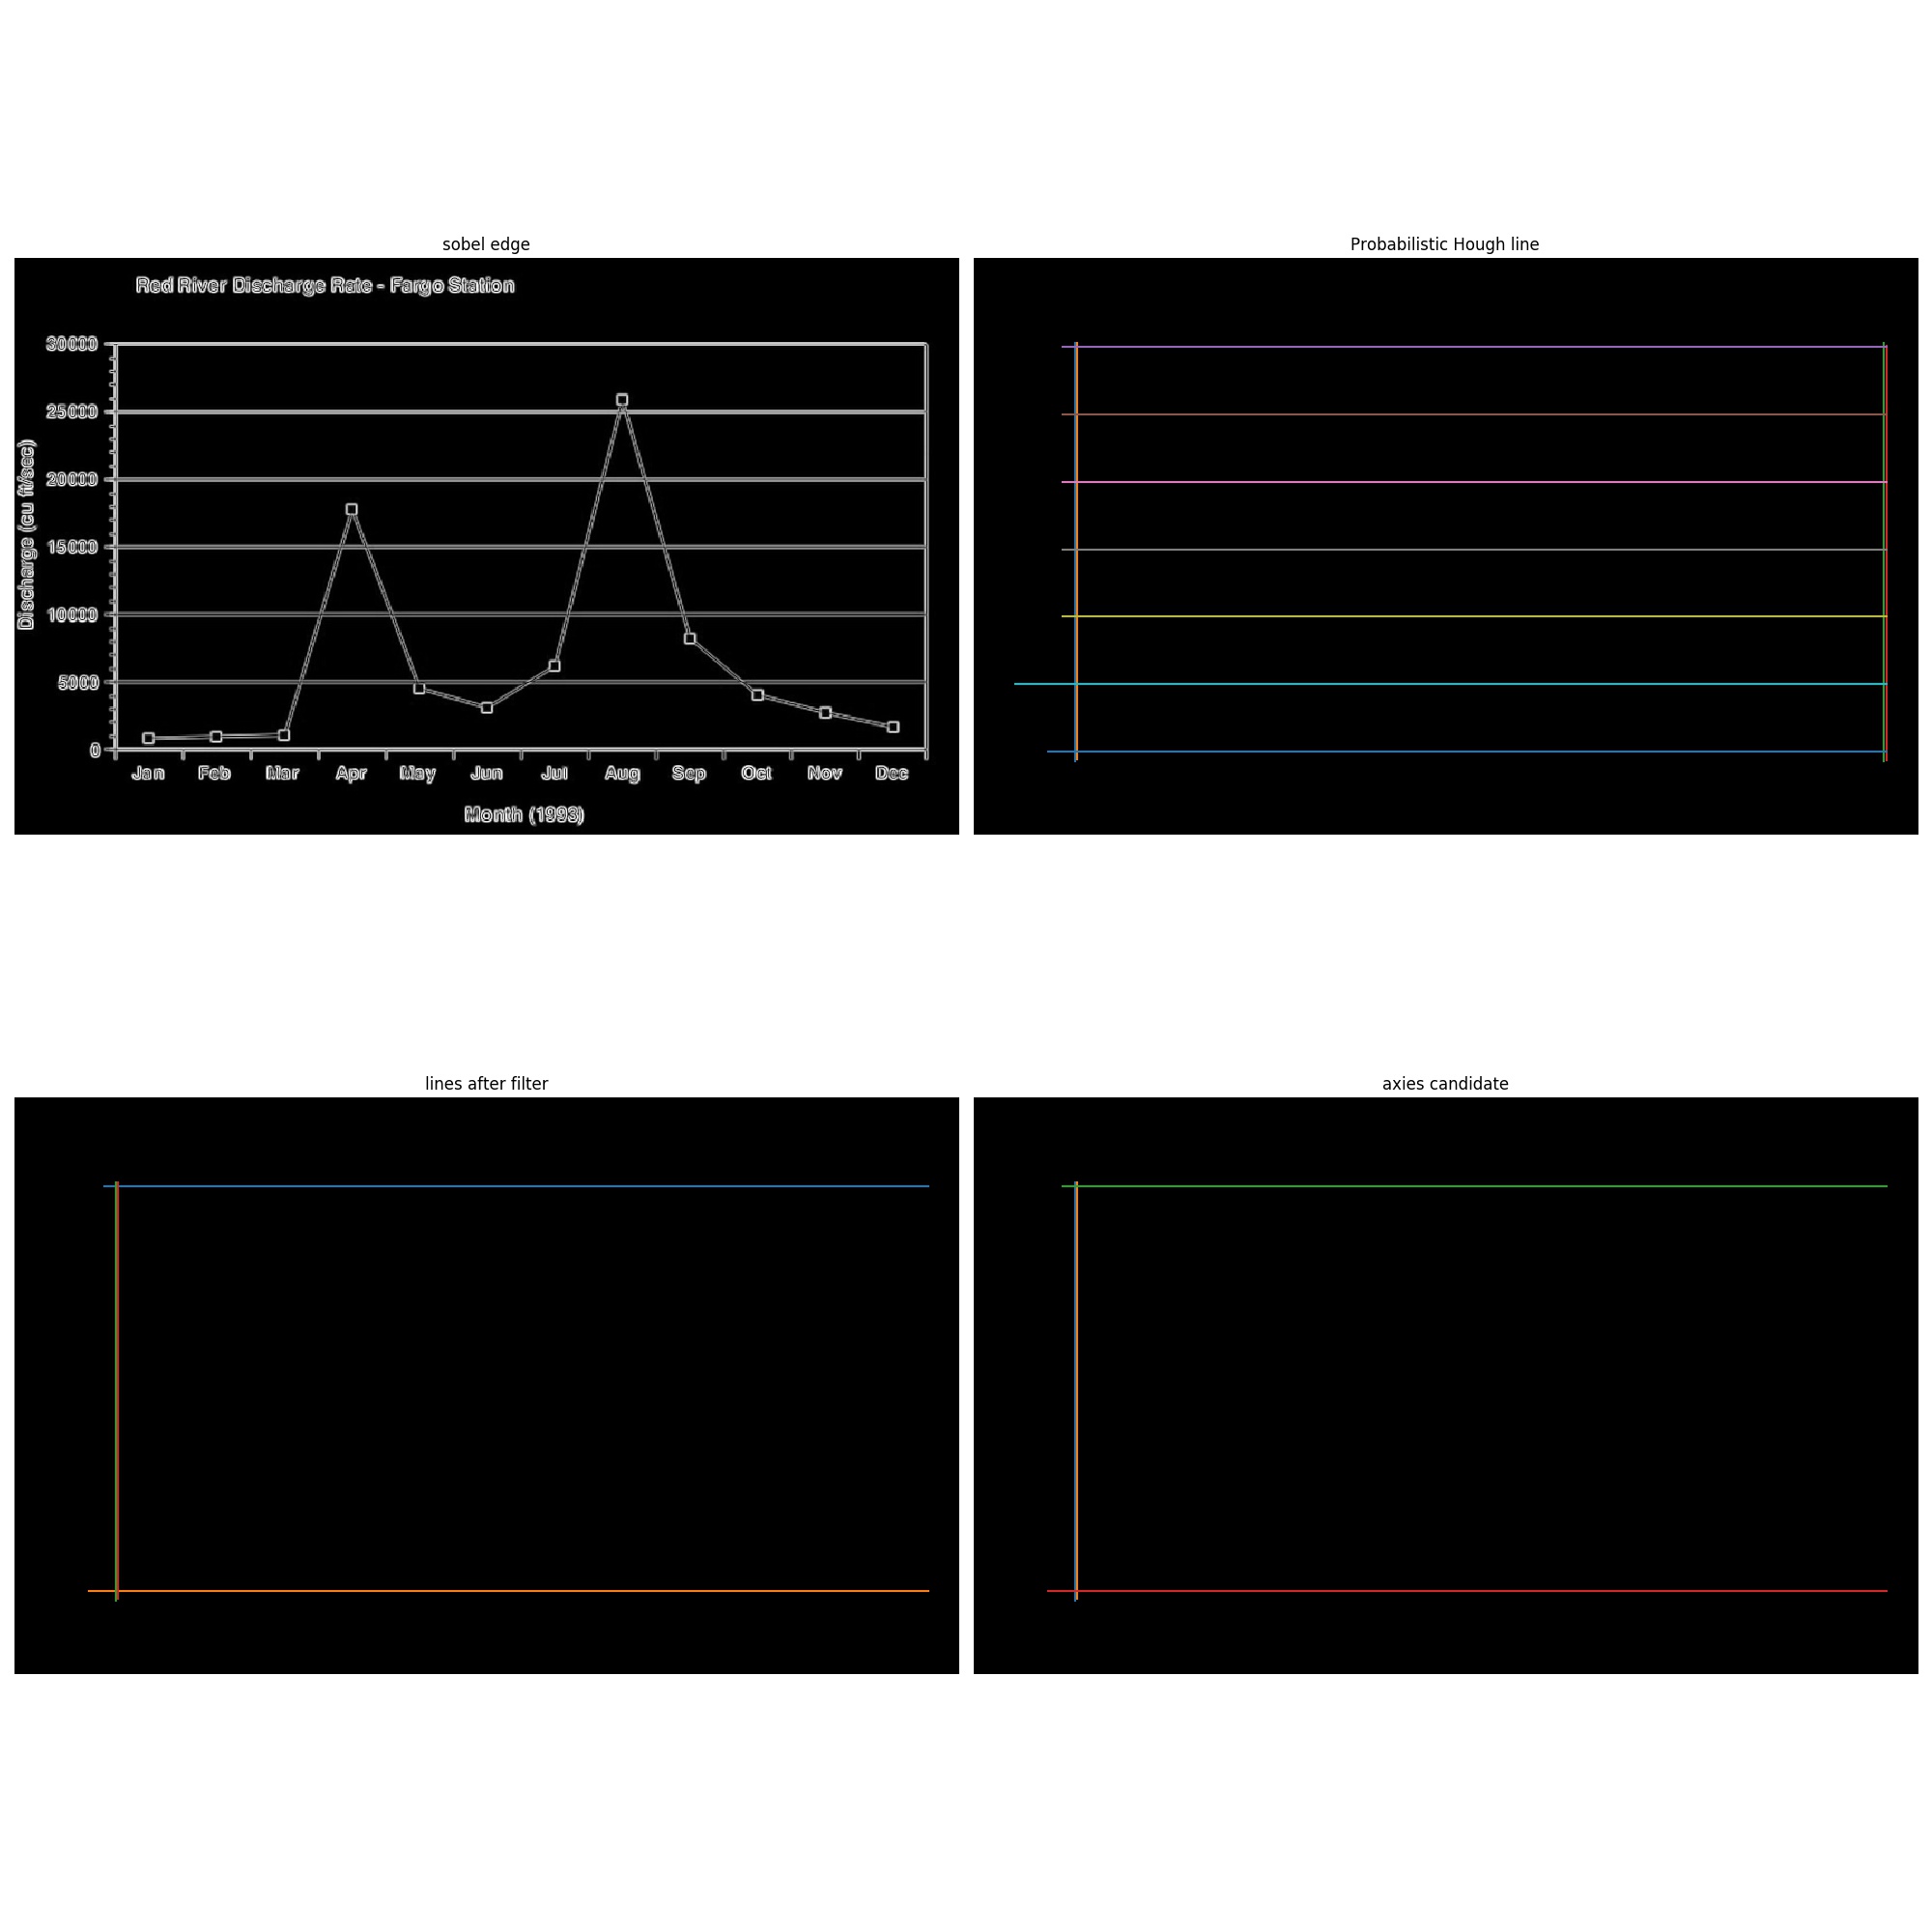 sobel edge
Red River Discharge Rate - Fargo Station
30000
25000
20000
15000
10000
5000
0
Discharge (cu ft/sec)
Jan Feb Mar Apr May Jun Jul Aug Sep Oct Nov Dec
Month (1993)
Probabilistic Hough line
lines after filter
axies candidate